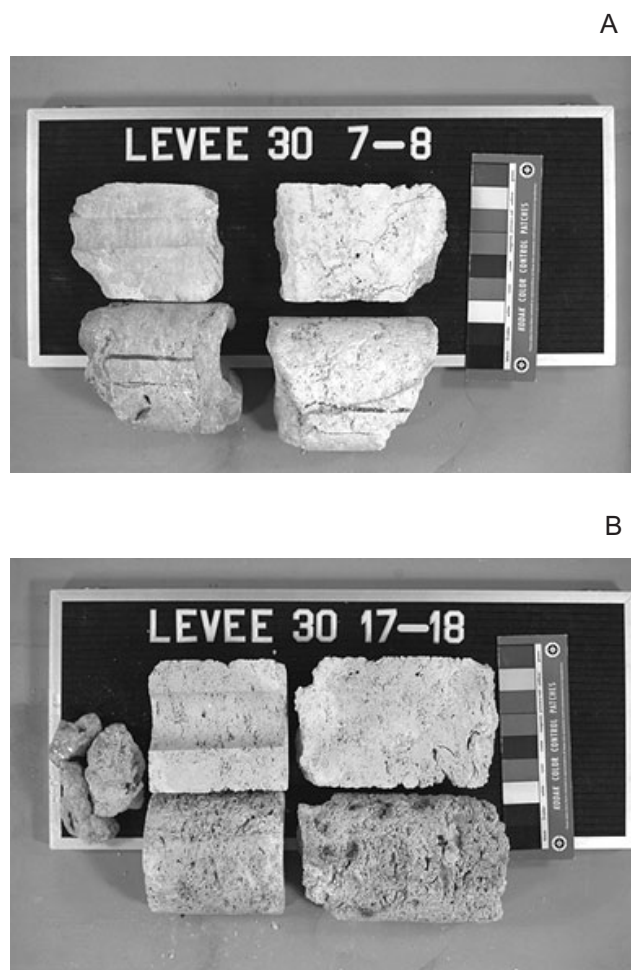 A
LEVEE 30 7-8
KODAK COLOR CONTROL PATCHES
B
LEVEE 30 17-18
KODAK COLOR CONTROL PATCHES